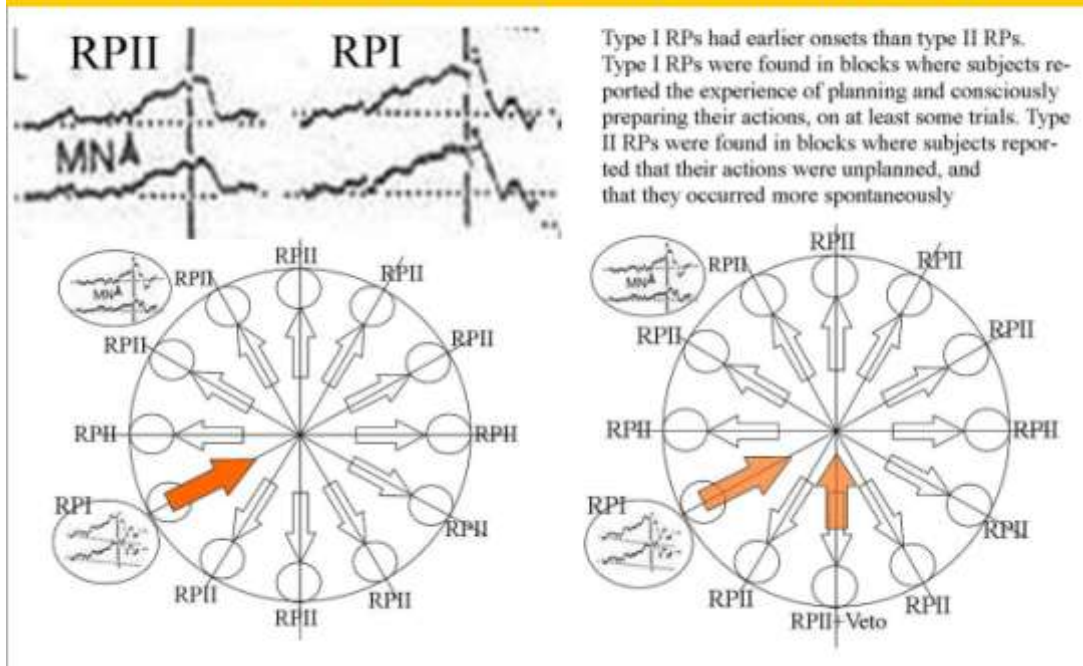 RPII
RPI
MN
Type I RPs had earlier onsets than type II RPs.
Type I RPs were found in blocks where subjects re-
ported the experience of planning and consciously
preparing their actions, on at least some trials. Type
II RPs were found in blocks where subjects repor-
ted that their actions were unplanned, and
that they occurred more spontaneously
MN
RPII
RPII
RPII
RPII
RPII
RPII
RPII
RPII
RPI
RPII
RPII
RPII
MN
RPII
RPII
RPII
RPII
RPII
RPII
RPII
RPII
RPI
RPII
RPII
RPII+Veto